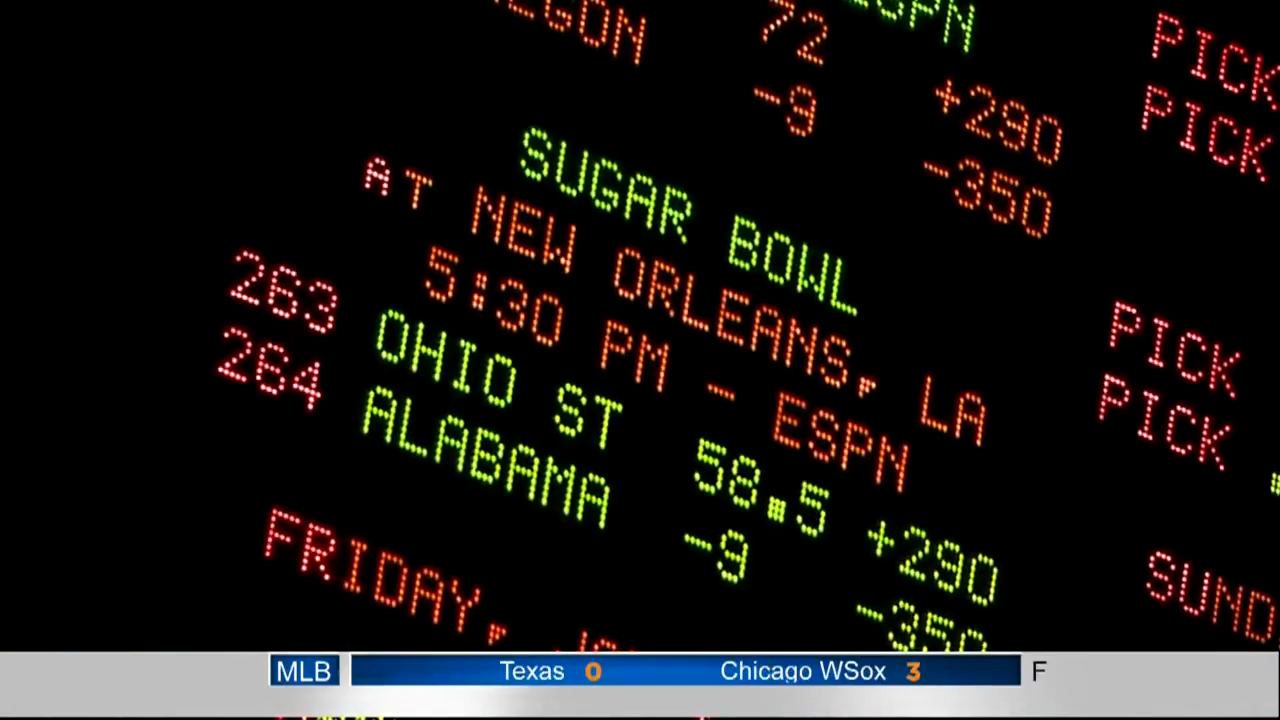 72
-9 +290
-350
PICK
PICK
SUGAR BOWL
AT NEW ORLEANS, LA
5:30 PM - ESPN
263 OHIO ST 58.5 +290
264 ALABAMA -9 -350
PICK
PICK
FRIDAY,
MLB Texas 0 Chicago WSox 3 F